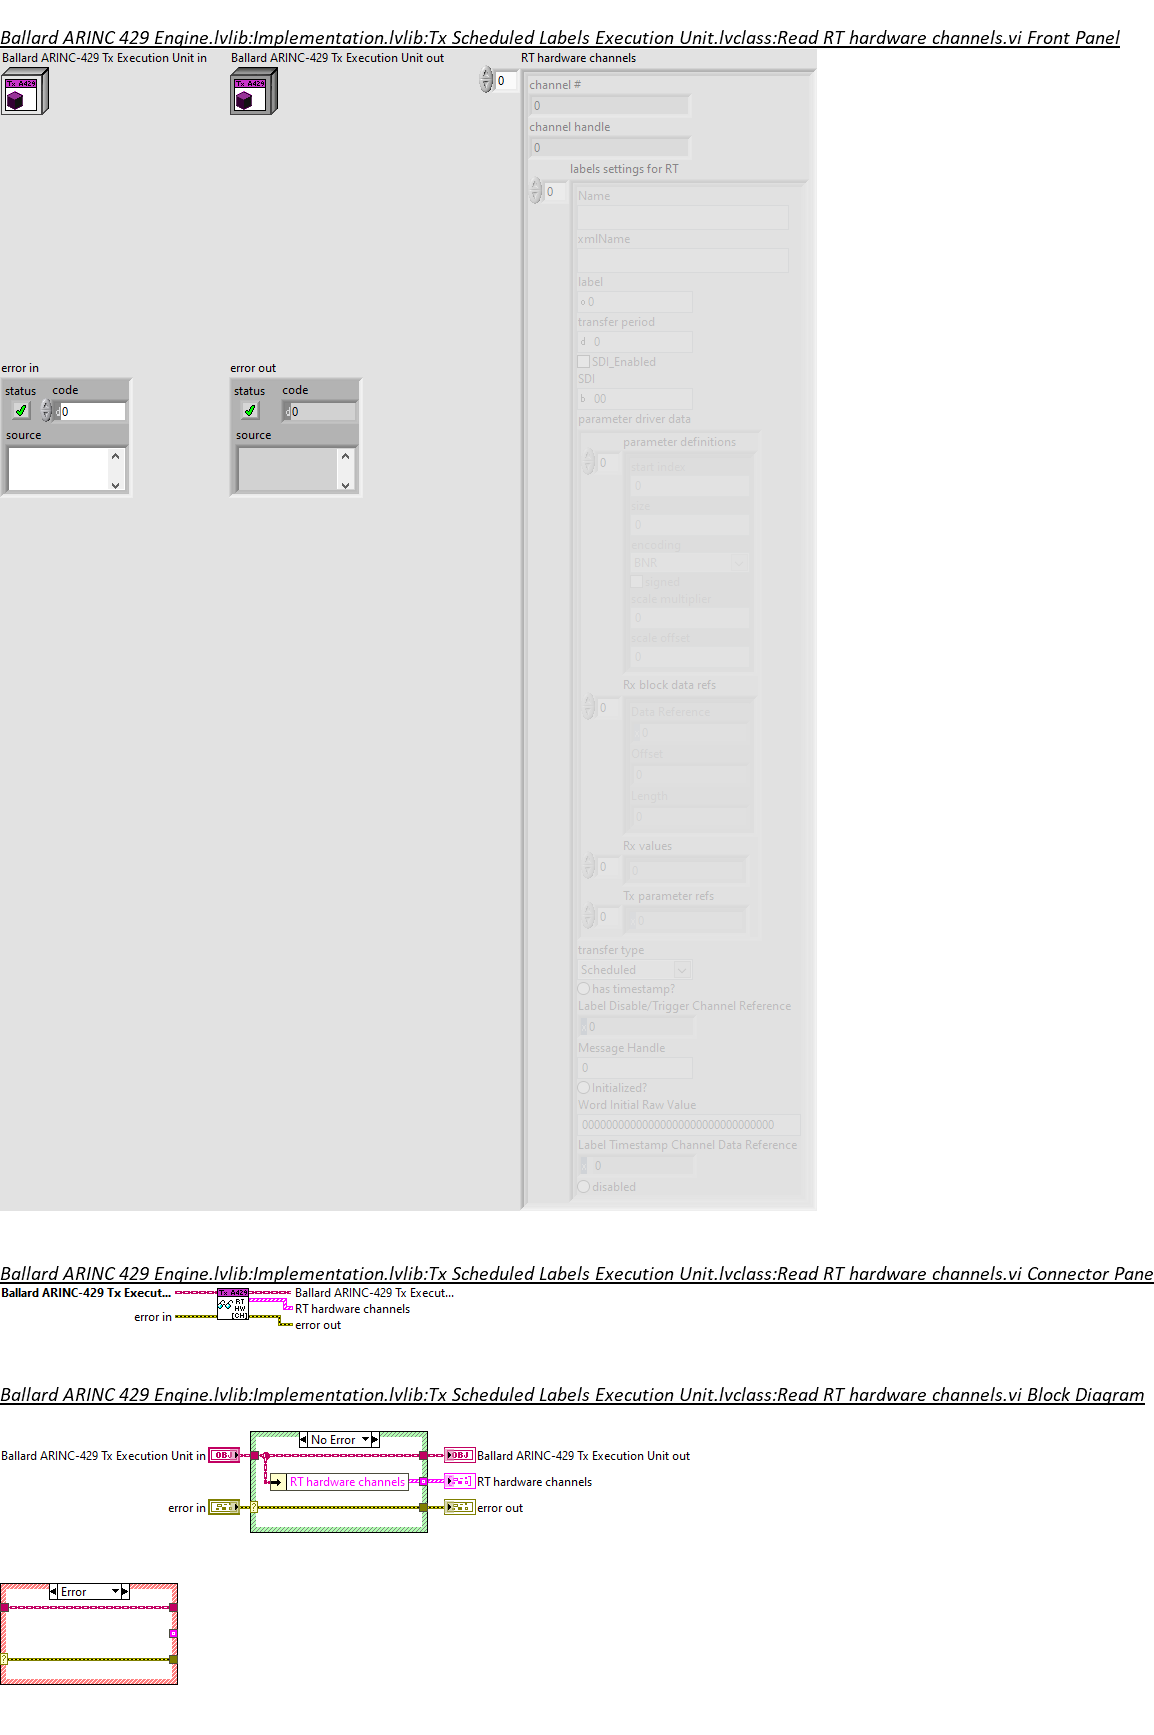 Ballard ARINC 429 Engine.lvlib:Implementation.lvlib:Tx Scheduled Labels Execution Unit.lvclass:Read RT hardware channels.vi Front Panel
Ballard ARINC-429 Tx Execution Unit in
Ballard ARINC-429 Tx Execution Unit out
RT hardware channels
Tx A429
Tx A429
0
channel #
0
channel handle
0
labels settings for RT
0
Name
xmlName
label
o 0
transfer period
d 0
SDI_Enabled
SDI
b 00
parameter driver data
parameter definitions
0
start index
0
size
0
encoding
BNR
signed
scale multiplier
0
scale offset
0
Rx block data refs
0
Data Reference
0
Offset
0
Length
0
Rx values
0
0
Tx parameter refs
0
0
transfer type
Scheduled
has timestamp?
Label Disable/Trigger Channel Reference
0
Message Handle
0
Initialized?
Word Initial Raw Value
00000000000000000000000000000000
Label Timestamp Channel Data Reference
0
disabled
error in
status code
d 0
source
error out
status code
d 0
source
Ballard ARINC 429 Engine.lvlib:Implementation.lvlib:Tx Scheduled Labels Execution Unit.lvclass:Read RT hardware channels.vi Connector Pane
Ballard ARINC-429 Tx Execut...
Tx A429
RT
HW
[CH]
Ballard ARINC-429 Tx Execut...
RT hardware channels
error in
error out
Ballard ARINC 429 Engine.lvlib:Implementation.lvlib:Tx Scheduled Labels Execution Unit.lvclass:Read RT hardware channels.vi Block Diagram
No Error
Ballard ARINC-429 Tx Execution Unit in
OBJ
OBJ
Ballard ARINC-429 Tx Execution Unit out
RT hardware channels
RT hardware channels
error in
?
error out
Error
?